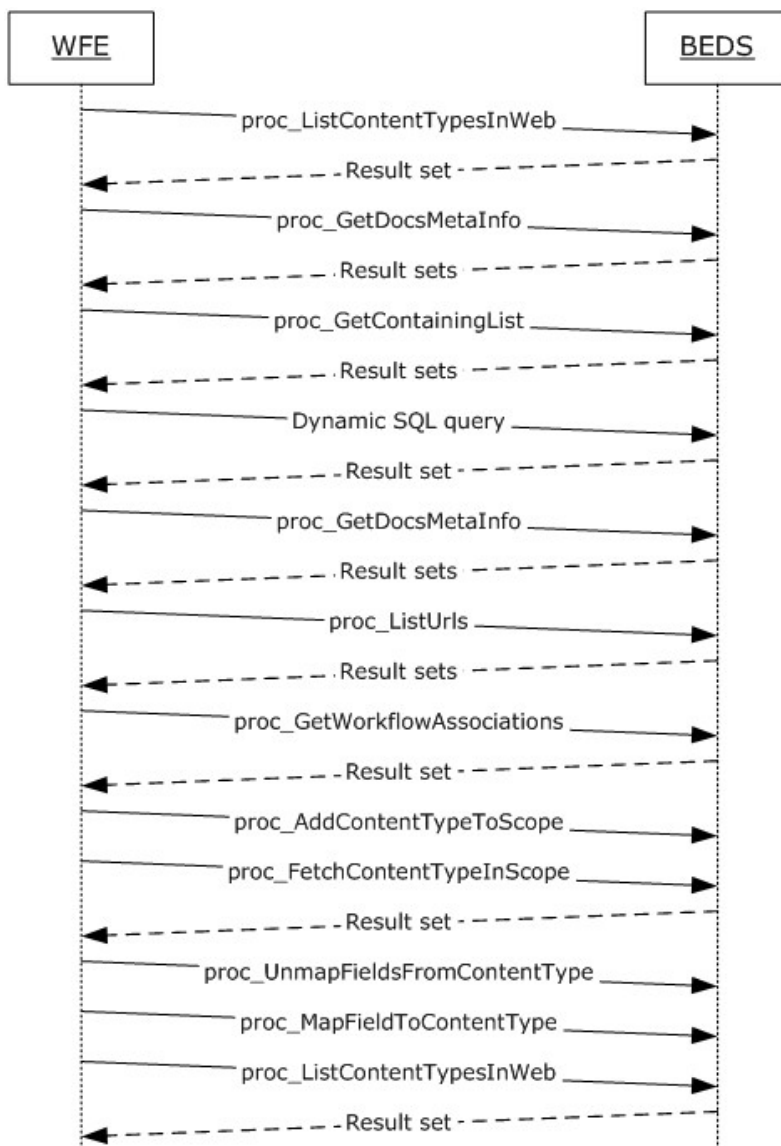 WFE
BEDS
proc_ListContentTypesInWeb
Result set
proc_GetDocsMetaInfo
Result sets
proc_GetContainingList
Result sets
Dynamic SQL query
Result set
proc_GetDocsMetaInfo
Result sets
proc_ListUrls
Result sets
proc_GetWorkflowAssociations
Result set
proc_AddContentTypeToScope
proc_FetchContentTypeInScope
Result set
proc_UnmapFieldsFromContentType
proc_MapFieldToContentType
proc_ListContentTypesInWeb
Result set